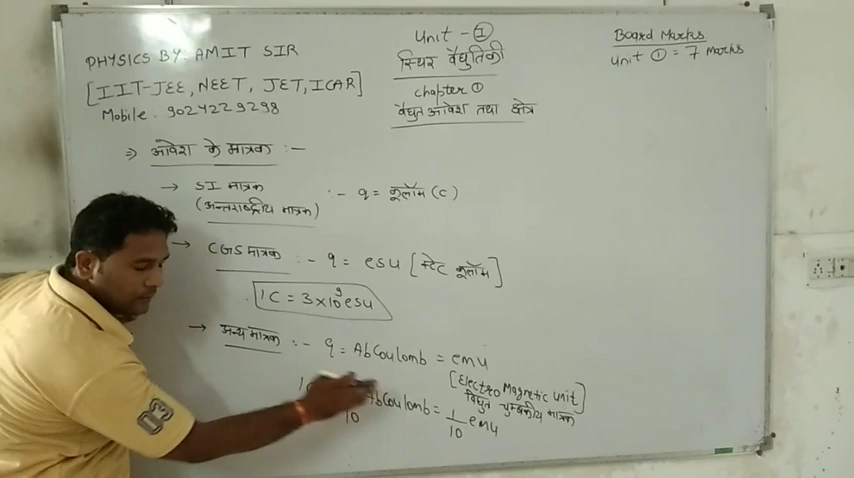 Unit - I
स्थिर वैद्युतिकी
chapter ①
वैद्युत आवेश तथा क्षेत्र
Board Marks
Unit ① = 7 Marks
PHYSICS BY: AMIT SIR
[IIT-JEE, NEET, JET, ICAR]
Mobile. 9024229298
⇒ आवेश के मात्रक :-
→ SI मात्रक :- q = कूलॉम (C)
(अन्तराष्ट्रीय मात्रक)
→ CGS मात्रक :- q = esu [स्टेट कूलॉम]
1C = 3×10⁹ esu
→ अन्य मात्रक :- q = AbCoulomb = emu
[Electro Magnetic Unit]
विद्युत चुम्बकीय मात्रक
10 AbCoulomb = 1/10 emu
03